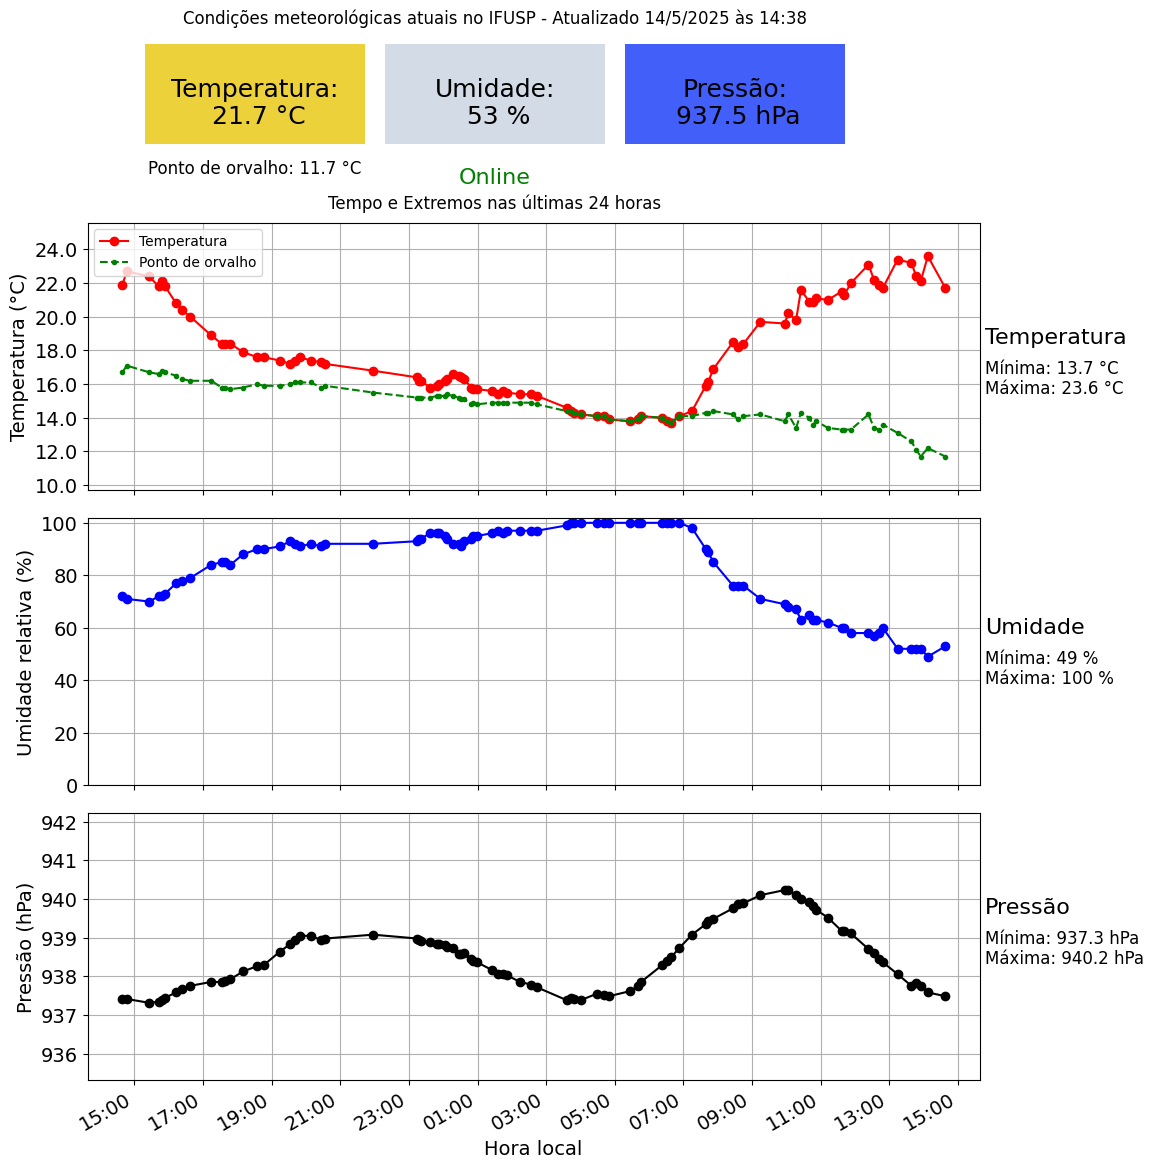 Condições meteorológicas atuais no IFUSP - Atualizado 14/5/2025 às 14:38
Temperatura:
21.7 °C
Umidade:
53 %
Pressão:
937.5 hPa
Ponto de orvalho: 11.7 °C
Online
Tempo e Extremos nas últimas 24 horas
Temperatura (°C)
24.0
22.0
20.0
18.0
16.0
14.0
12.0
10.0
Temperatura
Ponto de orvalho
Temperatura
Mínima: 13.7 °C
Máxima: 23.6 °C
Umidade relativa (%)
100
80
60
40
20
0
Umidade
Mínima: 49 %
Máxima: 100 %
Pressão (hPa)
942
941
940
939
938
937
936
Pressão
Mínima: 937.3 hPa
Máxima: 940.2 hPa
15:00 17:00 19:00 21:00 23:00 01:00 03:00 05:00 07:00 09:00 11:00 13:00 15:00
Hora local